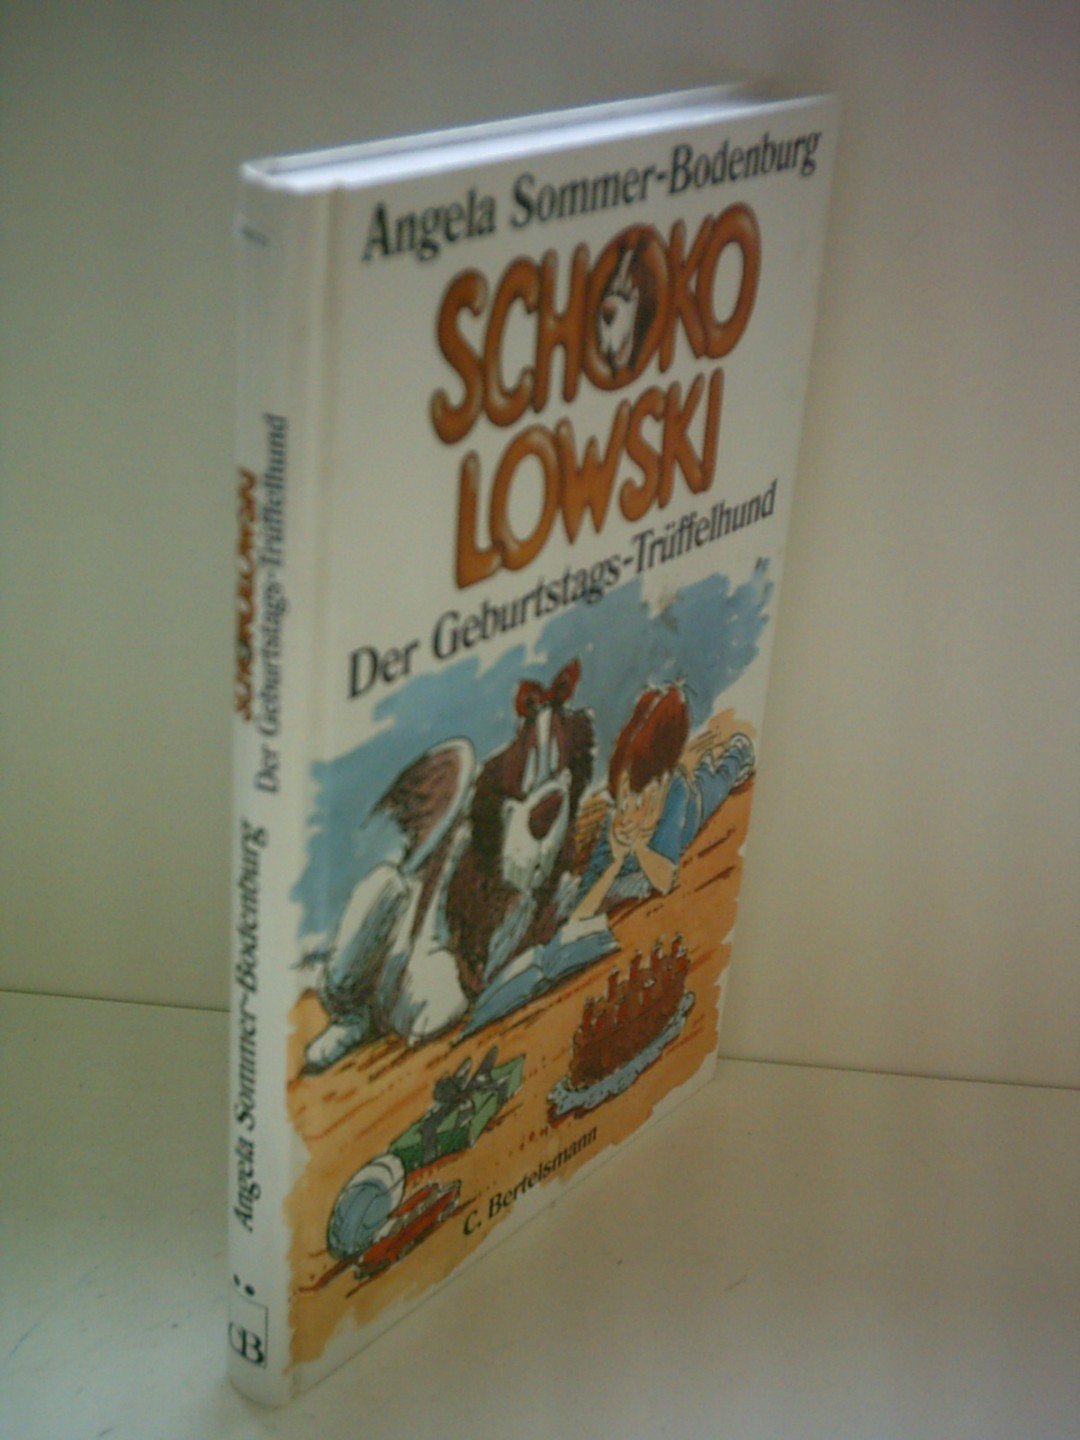 Angela Sommer-Bodenburg
SCHOKO
LOWSKI
Der Geburtstags-Trüffelhund
C. Bertelsmann
Angela Sommer-Bodenburg
SCHOKOLOWSKI
Der Geburtstags-Trüffelhund
CB